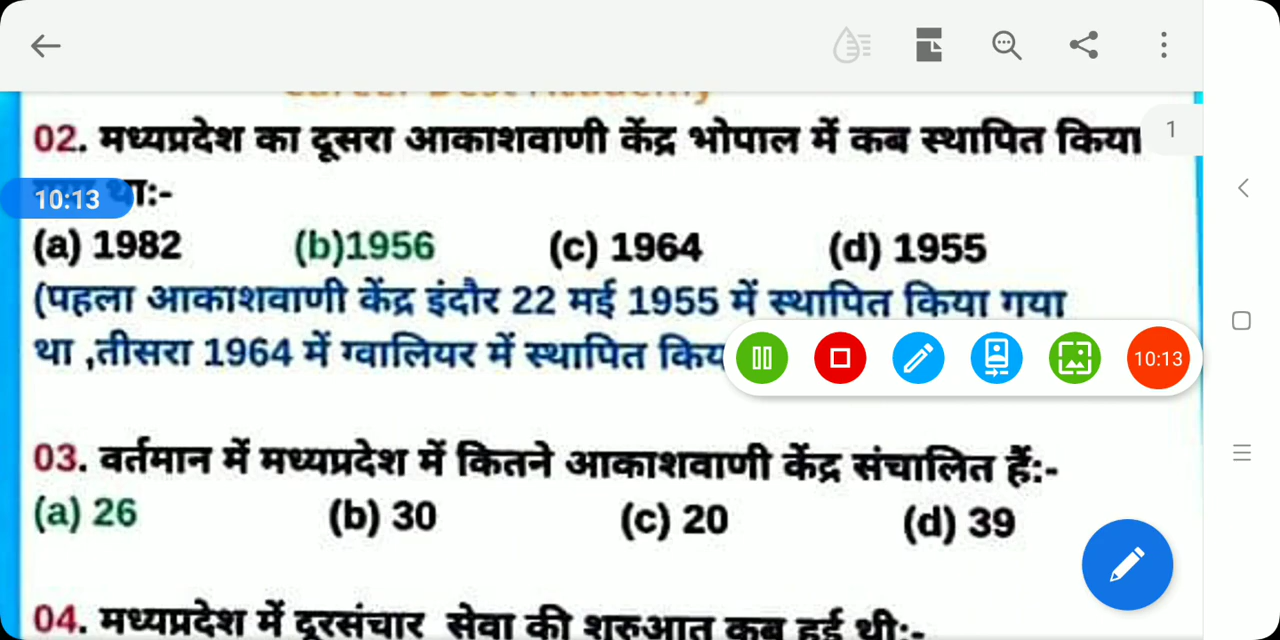 02. मध्यप्रदेश का दूसरा आकाशवाणी केंद्र भोपाल में कब स्थापित किया
1
10:13 था:-
(a) 1982 (b)1956 (c) 1964 (d) 1955
(पहला आकाशवाणी केंद्र इंदौर 22 मई 1955 में स्थापित किया गया
था ,तीसरा 1964 में ग्वालियर में स्थापित
10:13
03. वर्तमान में मध्यप्रदेश में कितने आकाशवाणी केंद्र संचालित हैं:-
(a) 26 (b) 30 (c) 20 (d) 39
04. मध्यप्रदेश में दूरसंचार सेवा की शुरुआत कब हुई थी:-